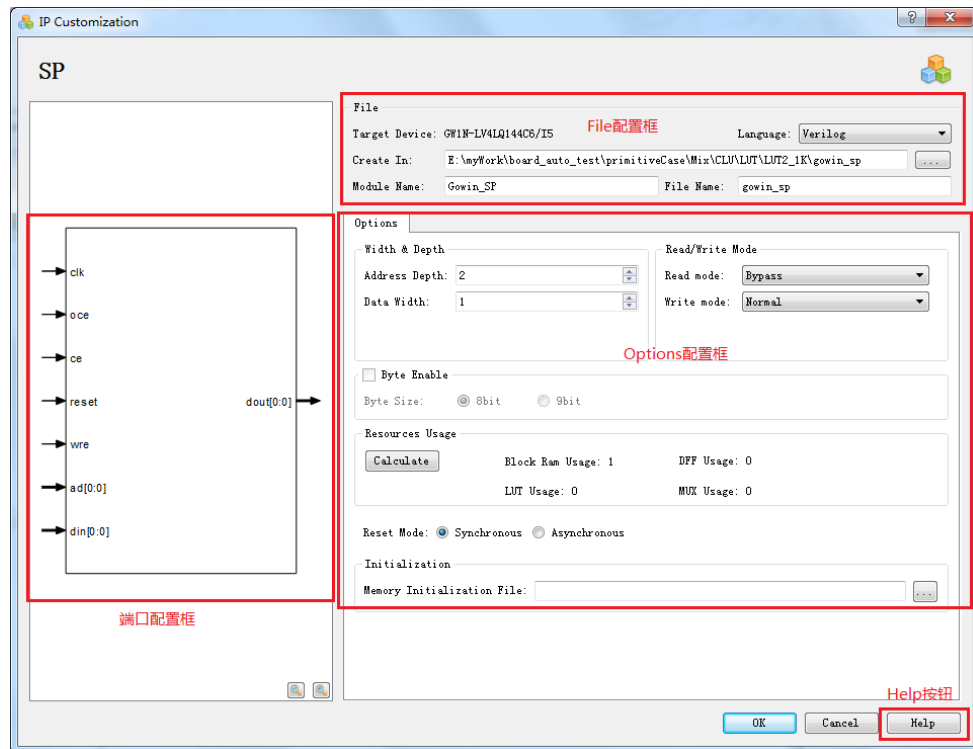 IP Customization
SP
File
Target Device: GW1N-LV4LQ144C6/I5
File配置框
Language: Verilog
Create In: E:\myWork\board_auto_test\primitiveCase\Mix\CLU\LUT\LUT2_1K\gowin_sp
...
Module Name: Gowin_SP
File Name: gowin_sp
clk
oce
ce
reset
wre
ad[0:0]
din[0:0]
dout[0:0]
端口配置框
Options
Width & Depth
Address Depth: 2
Data Width: 1
Read/Write Mode
Read mode: Bypass
Write mode: Normal
Options配置框
Byte Enable
Byte Size: 8bit 9bit
Resources Usage
Calculate
Block Ram Usage: 1
DFF Usage: 0
LUT Usage: 0
MUX Usage: 0
Reset Mode: Synchronous Asynchronous
Initialization
Memory Initialization File:
...
Help按钮
OK
Cancel
Help